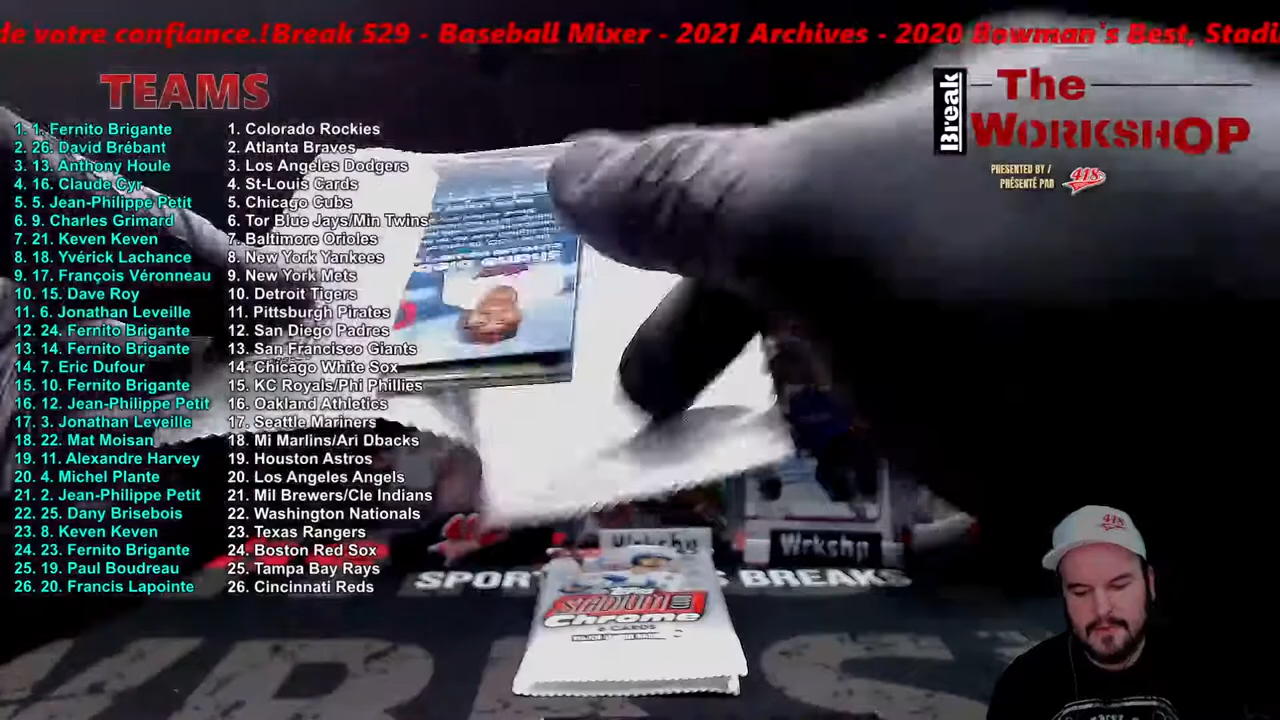 de votre confiance.!Break 529 - Baseball Mixer - 2021 Archives - 2020 Bowman's Best, Stadi
TEAMS
1. 1. Fernito Brigante
2. 26. David Brébant
3. 13. Anthony Houle
4. 16. Claude Cyr
5. 5. Jean-Philippe Petit
6. 9. Charles Grimard
7. 21. Keven Keven
8. 18. Yvérick Lachance
9. 17. François Véronneau
10. 15. Dave Roy
11. 6. Jonathan Leveille
12. 24. Fernito Brigante
13. 14. Fernito Brigante
14. 7. Eric Dufour
15. 10. Fernito Brigante
16. 12. Jean-Philippe Petit
17. 3. Jonathan Leveille
18. 22. Mat Moisan
19. 11. Alexandre Harvey
20. 4. Michel Plante
21. 2. Jean-Philippe Petit
22. 25. Dany Brisebois
23. 8. Keven Keven
24. 23. Fernito Brigante
25. 19. Paul Boudreau
26. 20. Francis Lapointe
1. Colorado Rockies
2. Atlanta Braves
3. Los Angeles Dodgers
4. St-Louis Cards
5. Chicago Cubs
6. Tor Blue Jays/Min Twins
7. Baltimore Orioles
8. New York Yankees
9. New York Mets
10. Detroit Tigers
11. Pittsburgh Pirates
12. San Diego Padres
13. San Francisco Giants
14. Chicago White Sox
15. KC Royals/Phi Phillies
16. Oakland Athletics
17. Seattle Mariners
18. Mi Marlins/Ari Dbacks
19. Houston Astros
20. Los Angeles Angels
21. Mil Brewers/Cle Indians
22. Washington Nationals
23. Texas Rangers
24. Boston Red Sox
25. Tampa Bay Rays
26. Cincinnati Reds
Break
The
WORKSHOP
PRESENTED BY /
PRÉSENTÉ PAR
418
Wrkshp
Wrkshp
SPOR
BREAKS
STADIUM
Chrome
6 CARDS
418